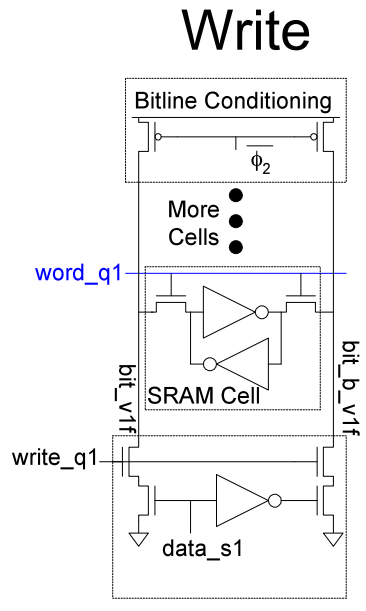 Write
Bitline Conditioning
φ2
More
Cells
word_q1
bit_v1f
bit_b_v1f
SRAM Cell
write_q1
data_s1